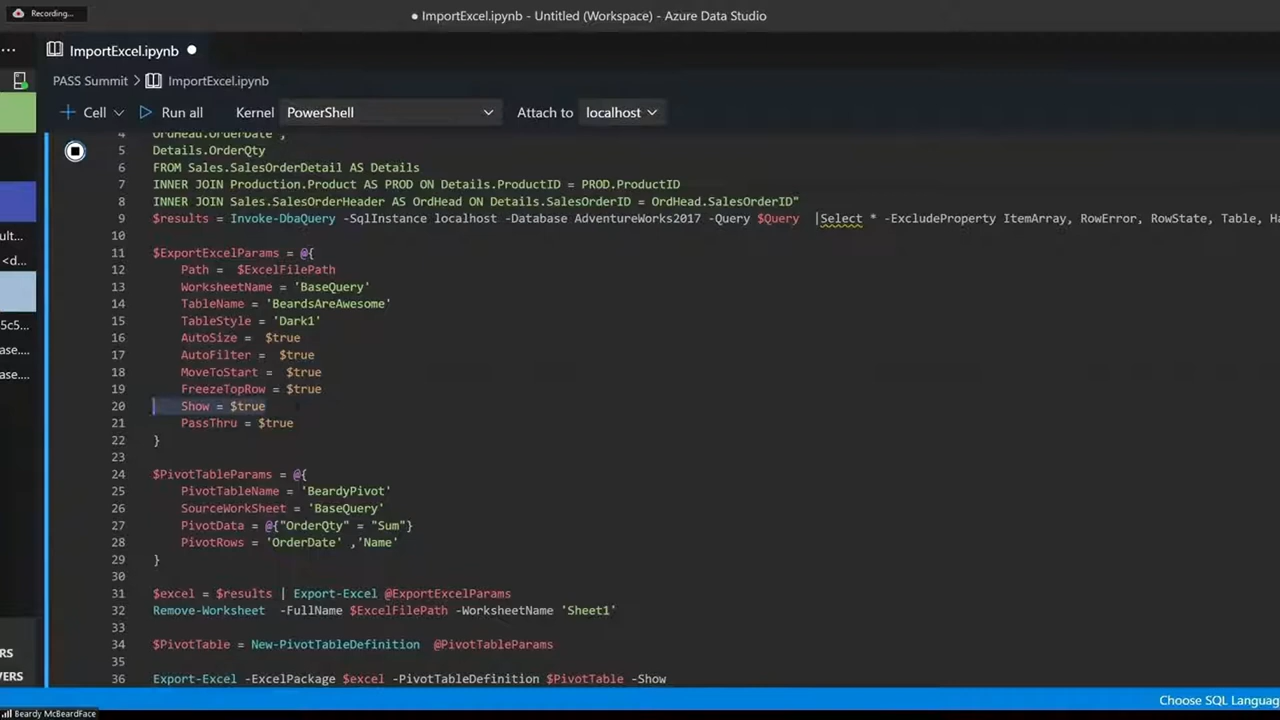 Recording...
● ImportExcel.ipynb - Untitled (Workspace) - Azure Data Studio
...
ImportExcel.ipynb ●
PASS Summit > ImportExcel.ipynb
+ Cell Run all Kernel PowerShell Attach to localhost
4 OrdHead.OrderDate ,
5 Details.OrderQty
6 FROM Sales.SalesOrderDetail AS Details
7 INNER JOIN Production.Product AS PROD ON Details.ProductID = PROD.ProductID
8 INNER JOIN Sales.SalesOrderHeader AS OrdHead ON Details.SalesOrderID = OrdHead.SalesOrderID"
9 $results = Invoke-DbaQuery -SqlInstance localhost -Database AdventureWorks2017 -Query $Query |Select * -ExcludeProperty ItemArray, RowError, RowState, Table, Ha
10
11 $ExportExcelParams = @{
12 Path = $ExcelFilePath
13 WorksheetName = 'BaseQuery'
14 TableName = 'BeardsAreAwesome'
15 TableStyle = 'Dark1'
16 AutoSize = $true
17 AutoFilter = $true
18 MoveToStart = $true
19 FreezeTopRow = $true
20 Show = $true
21 PassThru = $true
22 }
23
24 $PivotTableParams = @{
25 PivotTableName = 'BeardyPivot'
26 SourceWorkSheet = 'BaseQuery'
27 PivotData = @{"OrderQty" = "Sum"}
28 PivotRows = 'OrderDate' ,'Name'
29 }
30
31 $excel = $results | Export-Excel @ExportExcelParams
32 Remove-Worksheet -FullName $ExcelFilePath -WorksheetName 'Sheet1'
33
34 $PivotTable = New-PivotTableDefinition @PivotTableParams
35
36 Export-Excel -ExcelPackage $excel -PivotTableDefinition $PivotTable -Show
ult...
<d...
5c5...
ase....
ase....
RS
VERS
Choose SQL Languag
Beardy McBeardFace